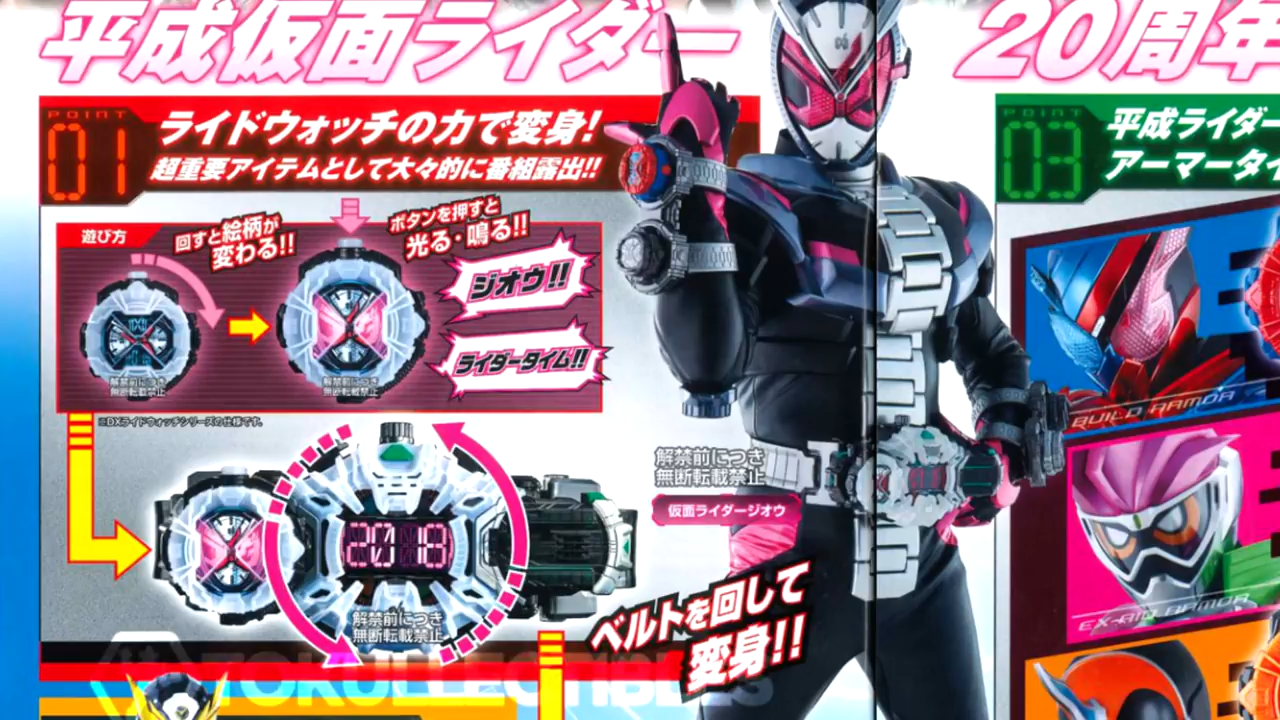 平成仮面ライダー
20周年
POINT
01
ライドウォッチの力で変身!
超重要アイテムとして大々的に番組露出!!
遊び方
回すと絵柄が
変わる!!
ボタンを押すと
光る・鳴る!!
ジオウ!!
ライダータイム!!
解禁前につき
無断転載禁止
解禁前につき
無断転載禁止
※DXライドウォッチシリーズの仕様です。
2018
解禁前につき
無断転載禁止
ベルトを回して
変身!!
解禁前につき
無断転載禁止
仮面ライダージオウ
POINT
03
平成ライダー
アーマータイ
BUILD ARMOR
EX-AID ARMOR
TOKULLECTIBLES